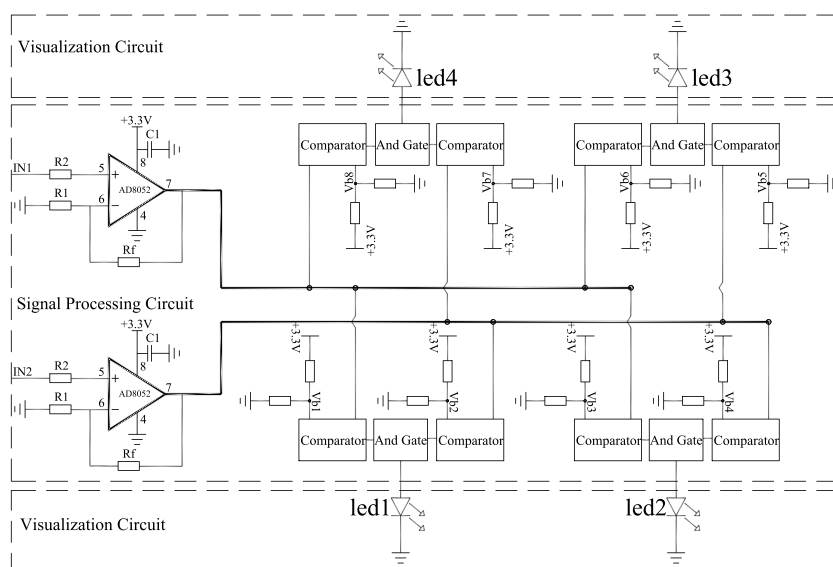 Visualization Circuit
led4
led3
+3.3V
C1
8
IN1
R2
5
+
7
AD8052
R1
6
−
4
Rf
Comparator
And Gate
Comparator
Vb8
+3.3V
Vb7
+3.3V
Comparator
And Gate
Comparator
Vb6
+3.3V
Vb5
+3.3V
Signal Processing Circuit
+3.3V
C1
8
IN2
R2
5
+
7
AD8052
R1
6
−
4
Rf
+3.3V
Vb1
+3.3V
Vb2
+3.3V
Vb3
+3.3V
Vb4
Comparator
And Gate
Comparator
Comparator
And Gate
Comparator
led1
led2
Visualization Circuit